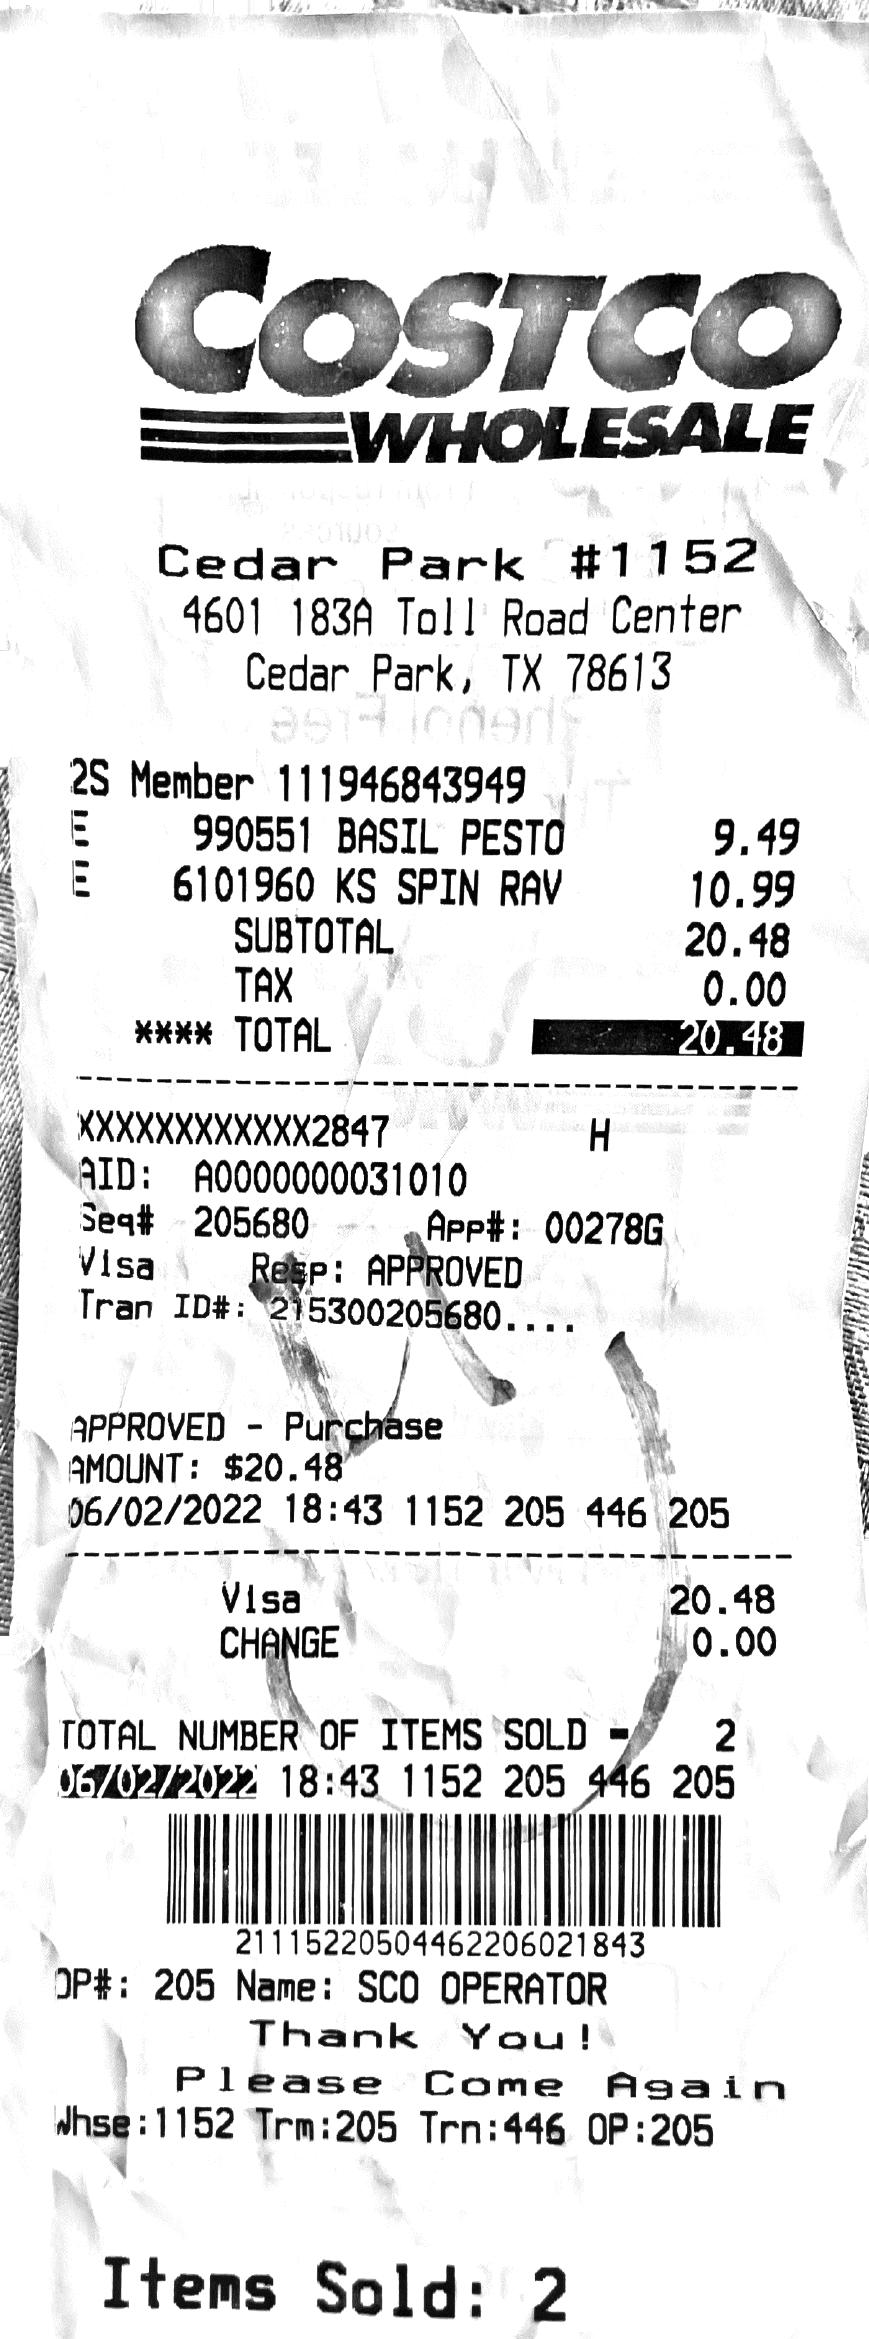 COSTCO
WHOLESALE
Cedar Park #1152
4601 183A Toll Road Center
Cedar Park, TX 78613
2S Member 111946843949
E 990551 BASIL PESTO 9.49
E 6101960 KS SPIN RAV 10.99
SUBTOTAL 20.48
TAX 0.00
**** TOTAL 20.48
XXXXXXXXXXXX2847 H
AID: A0000000031010
Seq# 205680 App#: 00278G
Visa Resp: APPROVED
Tran ID#: 215300205680....
APPROVED - Purchase
AMOUNT: $20.48
06/02/2022 18:43 1152 205 446 205
Visa 20.48
CHANGE 0.00
TOTAL NUMBER OF ITEMS SOLD = 2
06/02/2022 18:43 1152 205 446 205
21115220504462206021843
OP#: 205 Name: SCO OPERATOR
Thank You!
Please Come Again
Whse:1152 Trm:205 Trn:446 OP:205
Items Sold: 2